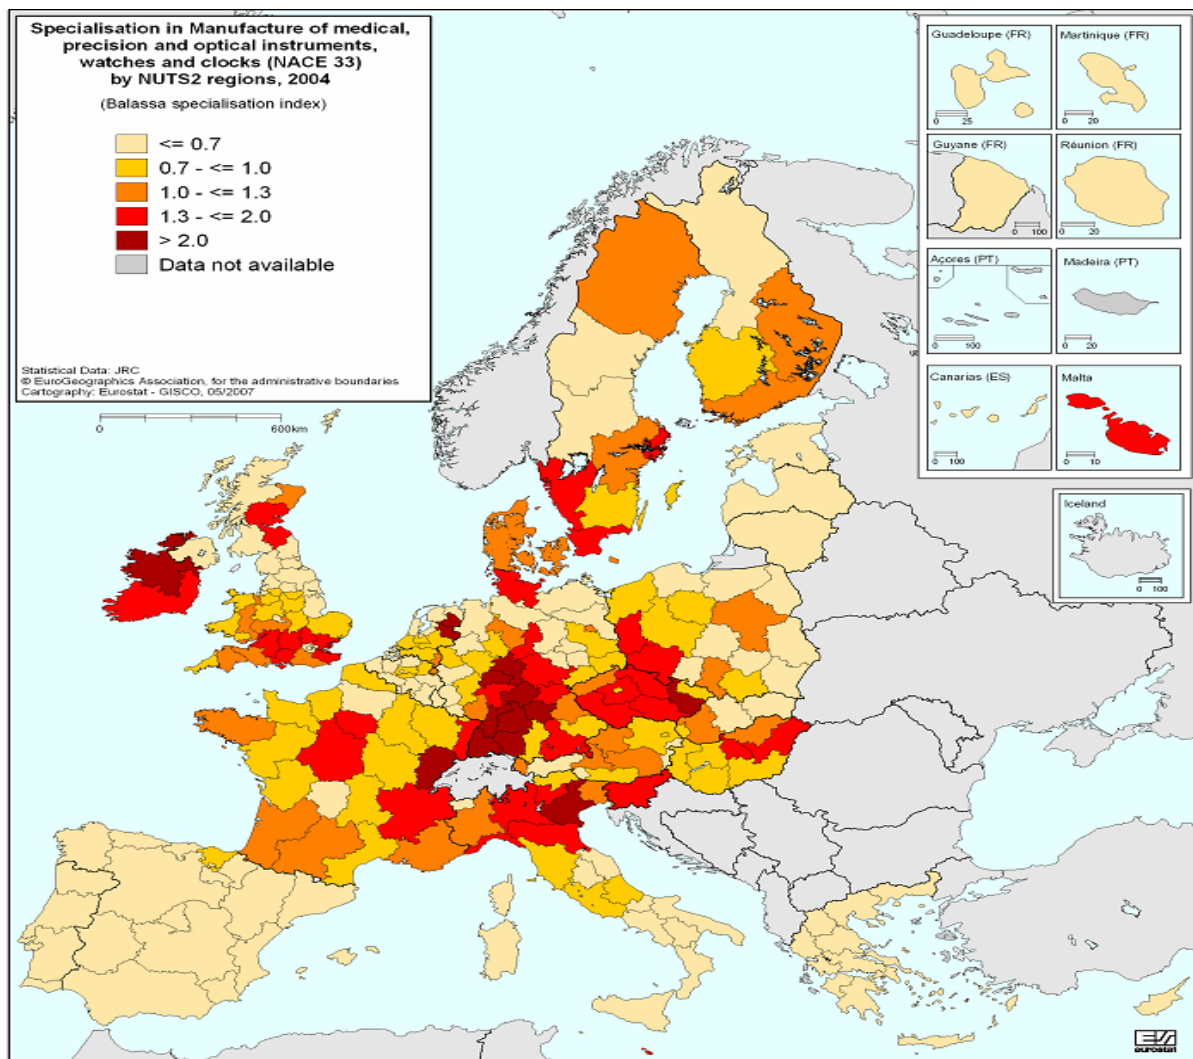 Specialisation in Manufacture of medical,
precision and optical instruments,
watches and clocks (NACE 33)
by NUTS2 regions, 2004
(Balassa specialisation index)
<= 0.7
0.7 - <= 1.0
1.0 - <= 1.3
1.3 - <= 2.0
> 2.0
Data not available
Statistical Data: JRC
© EuroGeographics Association, for the administrative boundaries
Cartography: Eurostat - GISCO, 05/2007
0 600km
Guadeloupe (FR)
0 25
Martinique (FR)
0 20
Guyane (FR)
0 100
Réunion (FR)
0 20
Açores (PT)
0 100
Madeira (PT)
0 20
Canarias (ES)
0 100
Malta
0 10
Iceland
0 100
eurostat